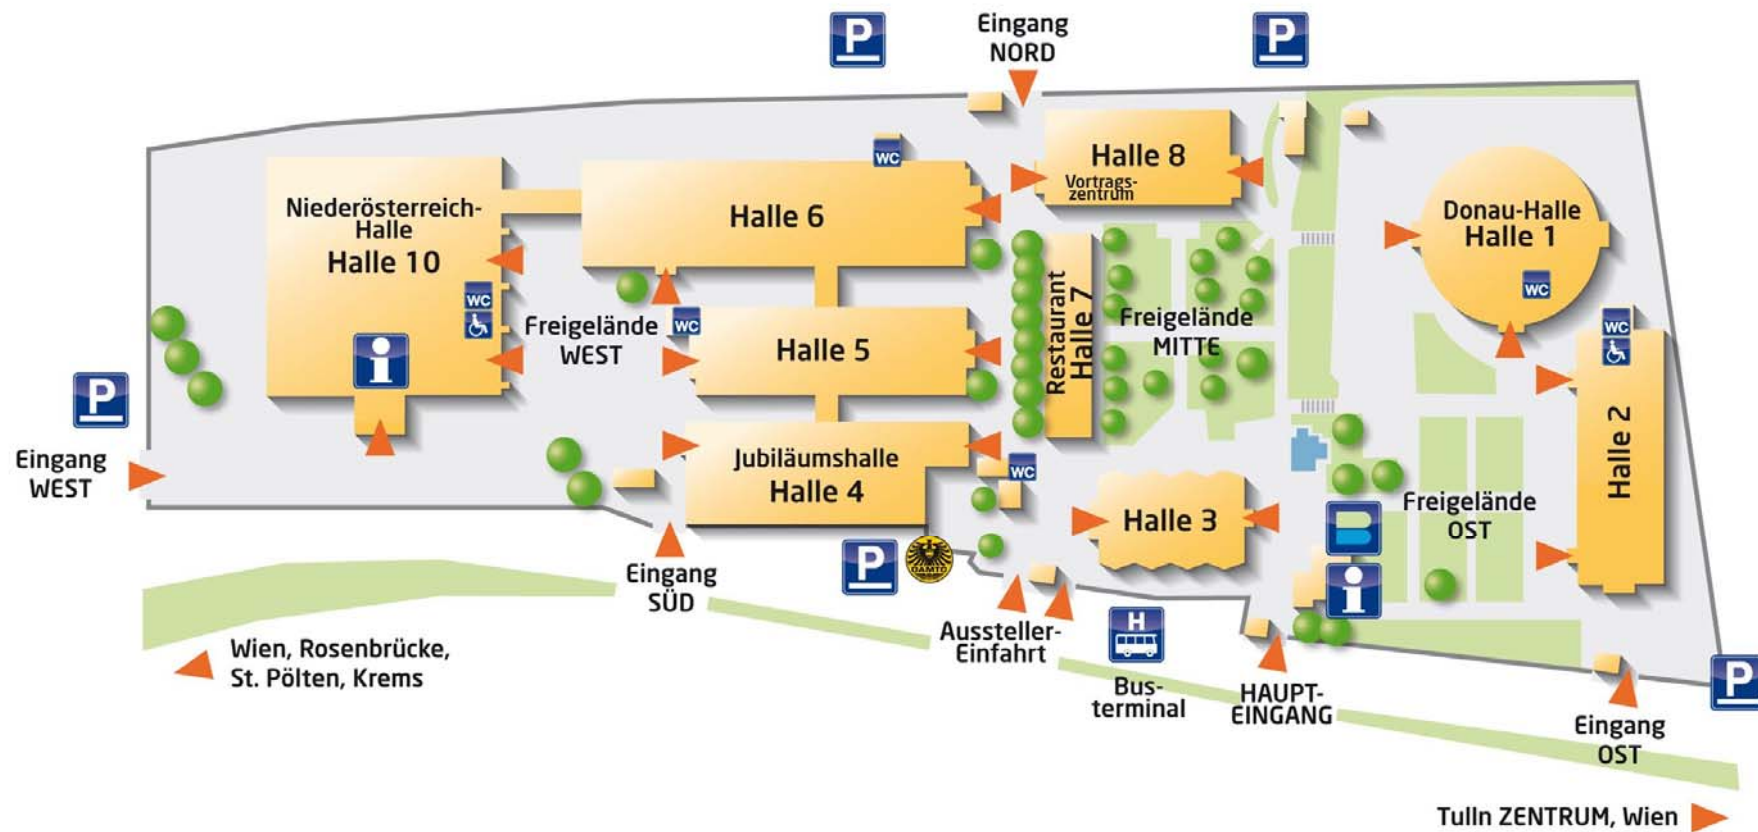 P
Eingang
NORD
P
WC
Halle 8
Vortrags-
zentrum
Niederösterreich-
Halle
Halle 10
Halle 6
Donau-Halle
Halle 1
WC
WC
Freigelände
WEST
WC
Halle 5
Restaurant
Halle 7
Freigelände
MITTE
WC
i
P
Eingang
WEST
Jubiläumshalle
Halle 4
WC
Halle 3
Freigelände
OST
Halle 2
P
ÖAMTC
i
Eingang
SÜD
Aussteller-
Einfahrt
H
Bus-
terminal
HAUPT-
EINGANG
P
Eingang
OST
Wien, Rosenbrücke,
St. Pölten, Krems
Tulln ZENTRUM, Wien